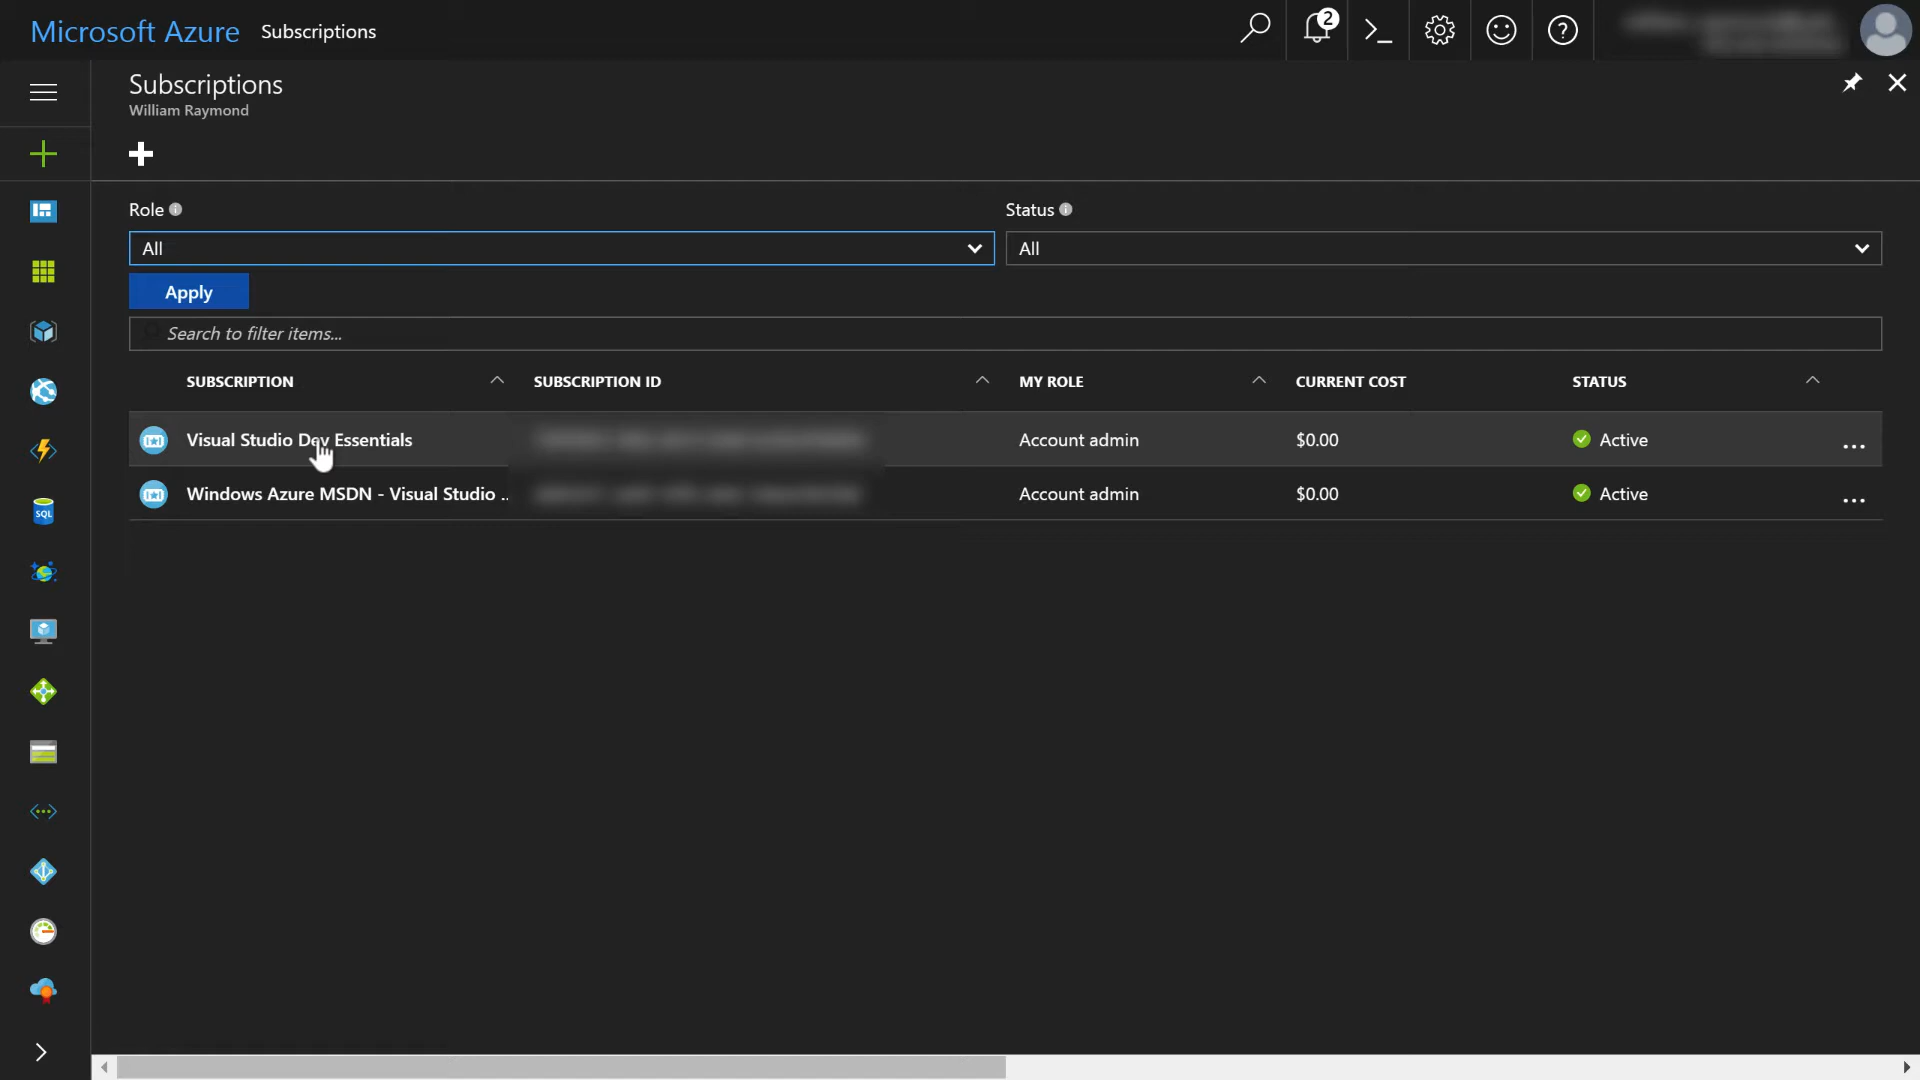 Microsoft Azure Subscriptions 2
Subscriptions
William Raymond
Role Status
All All
Apply
Search to filter items...
SUBSCRIPTION SUBSCRIPTION ID MY ROLE CURRENT COST STATUS
Visual Studio Dev Essentials Account admin $0.00 Active ...
Windows Azure MSDN - Visual Studio .. Account admin $0.00 Active ...
SQL